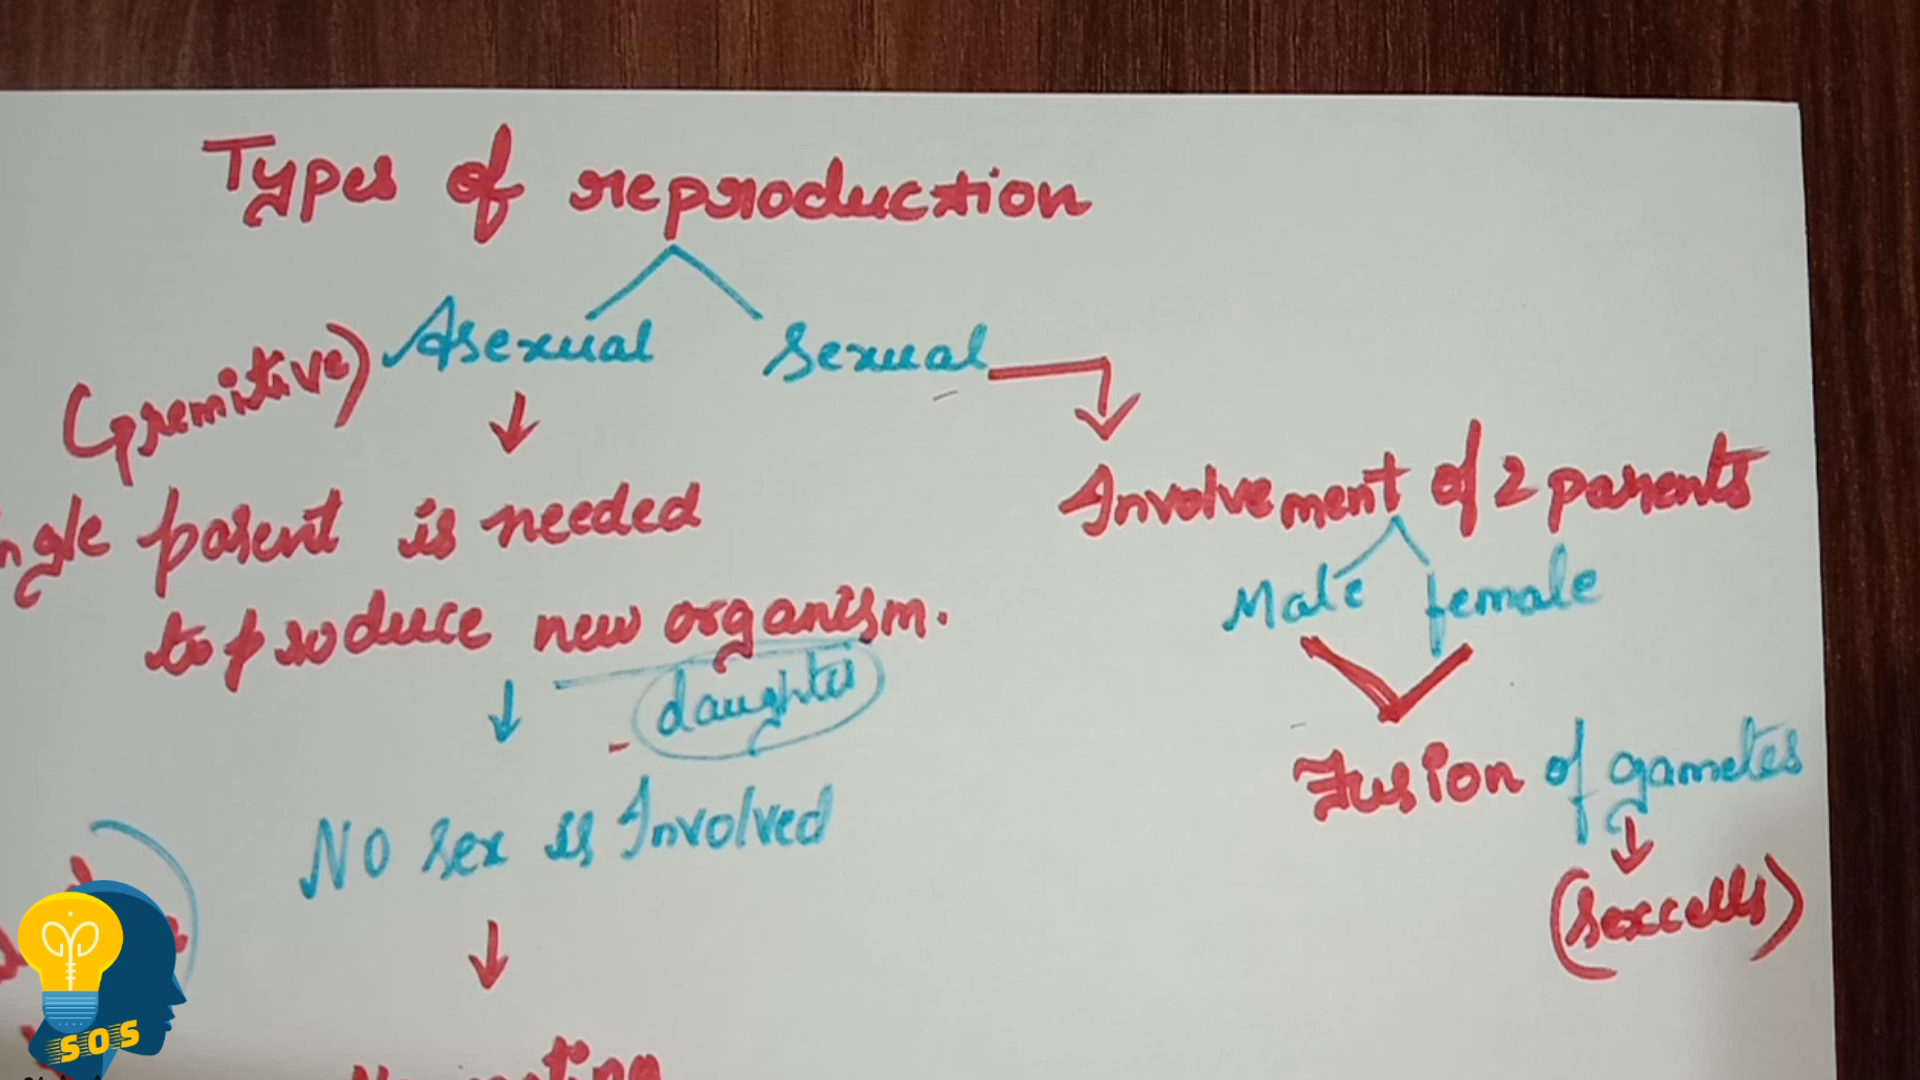 Types of reproduction
(premitive) Asexual Sexual
Involvement of 2 parents
Male female
Fusion of gametes
(sexcells)
parent is needed
to produce new organism.
daughter
No sex is Involved
SOS